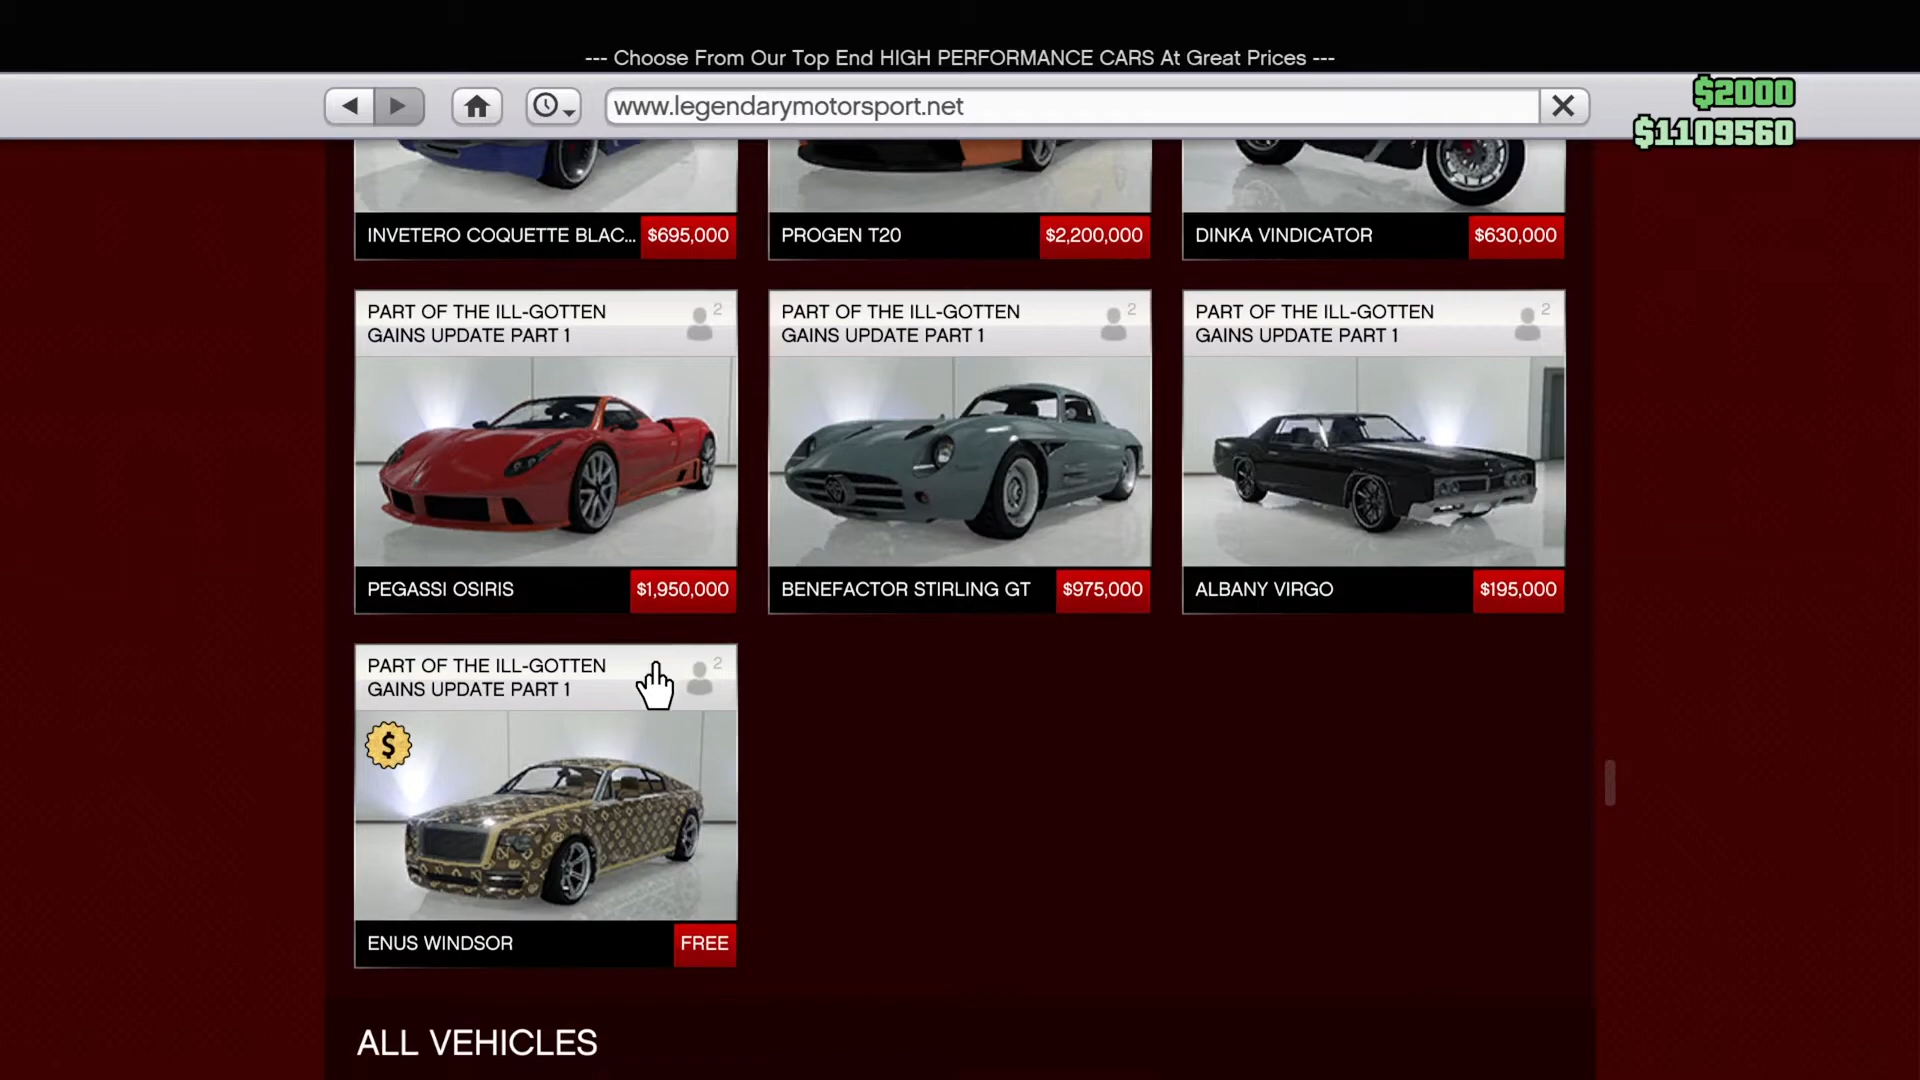 --- Choose From Our Top End HIGH PERFORMANCE CARS At Great Prices ---
www.legendarymotorsport.net
$2000
$1109560
INVETERO COQUETTE BLAC... $695,000
PROGEN T20 $2,200,000
DINKA VINDICATOR $630,000
PART OF THE ILL-GOTTEN
GAINS UPDATE PART 1
2
PART OF THE ILL-GOTTEN
GAINS UPDATE PART 1
2
PART OF THE ILL-GOTTEN
GAINS UPDATE PART 1
2
PEGASSI OSIRIS $1,950,000
BENEFACTOR STIRLING GT $975,000
ALBANY VIRGO $195,000
PART OF THE ILL-GOTTEN
GAINS UPDATE PART 1
2
$
ENUS WINDSOR FREE
ALL VEHICLES